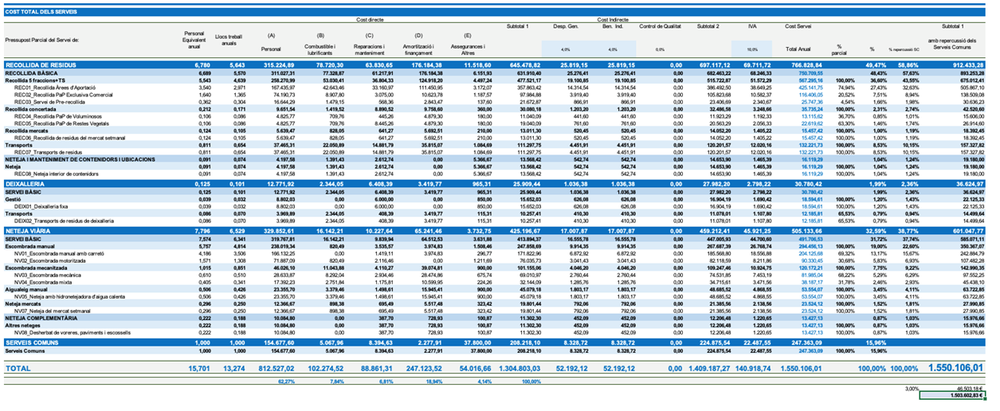 COST TOTAL DELS SERVEIS
Cost directe Cost Indirecte
Pressupost Parcial del Servei de: Personal Equivalent anual Llocs treball anuals (A) Personal (B) Combustible i lubrificants (C) Reparacions i manteniment (D) Amortització i finançament (E) Assegurances i Altres Subtotal 1 Desp. Gen. 4,0% Ben. Ind. 4,0% Control de Qualitat 0,0% Subtotal 2 IVA 10,0% Cost Servei Total Anual % parcial % % repercussió SC Subtotal 1 amb repercussió dels Serveis Comuns
RECOLLIDA DE RESIDUS 6,780 5,643 315.224,89 78.720,30 63.830,65 176.184,38 11.518,60 645.478,82 25.819,15 25.819,15 0,00 697.117,12 69.711,72 766.828,84 49,47% 58,86% 912.433,28
RECOLLIDA BÀSICA 6,689 5,570 311.027,31 77.328,87 61.217,91 176.184,38 6.151,93 631.910,40 25.276,41 25.276,41 0,00 682.463,22 68.246,33 750.709,55 48,43% 57,63% 893.253,28
Recollida 5 fraccions+TS 5,543 4,639 258.270,99 53.030,41 36.804,33 124.918,20 4.497,24 477.521,17 19.100,85 19.100,85 0,00 515.722,87 51.572,29 567.295,16 100,00% 36,60% 43,55% 675.012,41
REC01_Recollida Àrees d'Aportació 3,540 2,971 167.435,97 42.643,46 33.160,97 111.450,95 3.172,07 357.863,42 14.314,54 14.314,54 0,00 386.492,50 38.649,25 425.141,75 74,94% 27,43% 32,63% 505.867,10
REC02_Recollida PaP Exclusiva Comercial 1,640 1,365 74.190,73 8.907,80 3.075,00 10.623,78 1.187,57 97.984,88 3.919,40 3.919,40 0,00 105.823,68 10.582,37 116.406,05 20,52% 7,51% 8,94% 138.509,08
REC03_Servei de Pre-recollida 0,362 0,304 16.644,29 1.479,15 568,36 2.843,47 137,60 21.672,87 866,91 866,91 0,00 23.406,69 2.340,67 25.747,36 4,54% 1,66% 1,98% 30.636,23
Recollida concertada 0,212 0,171 9.651,54 1.419,52 8.890,52 9.758,60 360,00 30.080,18 1.203,20 1.203,20 0,00 32.486,58 3.248,66 35.735,24 100,00% 2,31% 2,74% 42.520,60
REC04_Recollida PaP de Voluminosos 0,106 0,086 4.825,77 709,76 445,26 4.879,30 180,00 11.040,09 441,60 441,60 0,00 11.923,29 1.192,33 13.115,62 36,70% 0,85% 1,01% 15.606,00
REC05_Recollida PaP de Restes Vegetals 0,106 0,086 4.825,77 709,76 8.445,26 4.879,30 180,00 19.040,09 761,60 761,60 0,00 20.563,29 2.056,33 22.619,62 63,30% 1,46% 1,74% 26.914,60
Recollida mercats 0,124 0,105 5.639,47 828,05 641,27 5.692,51 210,00 13.011,30 520,45 520,45 0,00 14.052,20 1.405,22 15.457,42 100,00% 1,00% 1,19% 18.392,45
REC06_Recollida de residus del mercat setmanal 0,124 0,105 5.639,47 828,05 641,27 5.692,51 210,00 13.011,30 520,45 520,45 0,00 14.052,20 1.405,22 15.457,42 100,00% 1,00% 1,19% 18.392,45
Transports 0,811 0,654 37.465,31 22.050,89 14.881,79 35.815,07 1.084,69 111.297,75 4.451,91 4.451,91 0,00 120.201,57 12.020,16 132.221,73 100,00% 8,53% 10,15% 157.327,82
REC07_Transports de residus 0,811 0,654 37.465,31 22.050,89 14.881,79 35.815,07 1.084,69 111.297,75 4.451,91 4.451,91 0,00 120.201,57 12.020,16 132.221,73 100,00% 8,53% 10,15% 157.327,82
NETEJA I MANTENIMENT DE CONTENIDORS I UBICACIONS 0,091 0,074 4.197,58 1.391,43 2.612,74 0,00 5.366,67 13.568,42 542,74 542,74 0,00 14.653,90 1.465,39 16.119,29 1,04% 1,24% 19.180,00
Neteja 0,091 0,074 4.197,58 1.391,43 2.612,74 0,00 5.366,67 13.568,42 542,74 542,74 0,00 14.653,90 1.465,39 16.119,29 100,00% 1,04% 1,24% 19.180,00
REC08_Neteja interior de contenidors 0,091 0,074 4.197,58 1.391,43 2.612,74 0,00 5.366,67 13.568,42 542,74 542,74 0,00 14.653,90 1.465,39 16.119,29 100,00% 1,04% 1,24% 19.180,00
DEIXALLERIA 0,125 0,101 12.771,92 2.344,05 6.408,39 3.419,77 965,31 25.909,44 1.036,38 1.036,38 0,00 27.982,20 2.798,22 30.780,42 1,99% 2,36% 36.624,97
SERVEI BÀSIC 0,125 0,101 12.771,92 2.344,05 6.408,39 3.419,77 965,31 25.909,44 1.036,38 1.036,38 0,00 27.982,20 2.798,22 30.780,42 1,99% 2,36% 36.624,97
Gestió 0,039 0,032 8.802,03 0,00 6.000,00 0,00 850,00 15.652,03 626,08 626,08 0,00 16.904,19 1.690,42 18.594,61 100,00% 1,20% 1,43% 22.125,33
DEIX01_Deixalleria fixa 0,039 0,032 8.802,03 0,00 6.000,00 0,00 850,00 15.652,03 626,08 626,08 0,00 16.904,19 1.690,42 18.594,61 100,00% 1,20% 1,43% 22.125,33
Transports 0,086 0,070 3.969,89 2.344,05 408,39 3.419,77 115,31 10.257,41 410,30 410,30 0,00 11.078,01 1.107,80 12.185,81 65,53% 0,79% 0,94% 14.499,64
DEIX02_Transports de residus de deixalleria 0,086 0,070 3.969,89 2.344,05 408,39 3.419,77 115,31 10.257,41 410,30 410,30 0,00 11.078,01 1.107,80 12.185,81 65,53% 0,79% 0,94% 14.499,64
NETEJA VIÀRIA 7,796 6,529 329.852,61 16.142,21 10.227,64 65.241,46 3.732,75 425.196,67 17.007,87 17.007,87 0,00 459.212,41 45.921,25 505.133,66 32,59% 38,77% 601.047,77
SERVEI BÀSIC 7,574 6,341 319.767,81 16.142,21 9.839,94 64.512,53 3.631,88 413.894,37 16.555,78 16.555,78 0,00 447.005,93 44.700,60 491.706,53 31,72% 37,74% 585.071,11
Escombrada manual 5,757 4,814 238.019,34 820,49 3.535,57 3.974,83 1.508,46 247.858,69 9.914,35 9.914,35 0,00 267.687,39 26.768,74 294.456,13 100,00% 19,00% 22,60% 350.367,07
NV01_Escombrada manual amb carretó 4,186 3,506 166.132,25 0,00 1.419,11 3.974,83 296,77 171.822,96 6.872,92 6.872,92 0,00 185.568,80 18.556,88 204.125,68 69,32% 13,17% 15,67% 242.884,79
NV02_Escombrada motoritzada 1,571 1,308 71.887,09 820,49 2.116,46 0,00 1.211,69 76.035,73 3.041,43 3.041,43 0,00 82.118,59 8.211,86 90.330,45 30,68% 5,83% 6,93% 107.482,28
Escombrada mecanitzada 1,015 0,851 46.026,10 11.043,88 4.110,27 39.074,81 900,00 101.155,06 4.046,20 4.046,20 0,00 109.247,46 10.924,75 120.172,21 100,00% 7,75% 9,22% 142.990,35
NV03_Escombrada mecànica 0,610 0,510 28.633,87 8.292,04 2.934,46 28.474,86 675,74 69.010,97 2.760,44 2.760,44 0,00 74.531,85 7.453,19 81.985,04 68,22% 5,29% 6,29% 97.552,25
NV04_Escombrada mixta 0,405 0,341 17.392,23 2.751,84 1.175,81 10.599,95 224,26 32.144,09 1.285,76 1.285,76 0,00 34.715,61 3.471,56 38.187,17 31,78% 2,46% 2,93% 45.438,10
Aigualeig manual 0,506 0,426 23.355,70 3.379,46 1.498,61 15.945,41 900,00 45.079,18 1.803,17 1.803,17 0,00 48.685,52 4.868,55 53.554,07 100,00% 3,45% 4,11% 63.722,85
NV05_Neteja amb hidronetejadora d'aigua calenta 0,506 0,426 23.355,70 3.379,46 1.498,61 15.945,41 900,00 45.079,18 1.803,17 1.803,17 0,00 48.685,52 4.868,55 53.554,07 100,00% 3,45% 4,11% 63.722,85
Neteja mercats 0,296 0,250 12.366,67 898,38 695,49 5.517,48 323,42 19.801,44 792,06 792,06 0,00 21.385,56 2.138,56 23.524,12 100,00% 1,52% 1,81% 27.990,85
NV07_Neteja del mercat setmanal 0,296 0,250 12.366,67 898,38 695,49 5.517,48 323,42 19.801,44 792,06 792,06 0,00 21.385,56 2.138,56 23.524,12 100,00% 1,52% 1,81% 27.990,85
NETEJA COMPLEMENTÀRIA 0,222 0,188 10.084,80 0,00 387,70 728,93 100,87 11.302,30 452,09 452,09 0,00 12.206,48 1.220,65 13.427,13 0,87% 1,03% 15.976,66
Altres neteges 0,222 0,188 10.084,80 0,00 387,70 728,93 100,87 11.302,30 452,09 452,09 0,00 12.206,48 1.220,65 13.427,13 100,00% 0,87% 1,03% 15.976,66
NV08_Desherbat de voreres, paviments i escossells 0,222 0,188 10.084,80 0,00 387,70 728,93 100,87 11.302,30 452,09 452,09 0,00 12.206,48 1.220,65 13.427,13 100,00% 0,87% 1,03% 15.976,66
SERVEIS COMUNS 1,000 1,000 154.677,60 5.067,96 8.394,63 2.277,91 37.800,00 208.218,10 8.328,72 8.328,72 0,00 224.875,54 22.487,55 247.363,09 15,96%
Serveis Comuns 1,000 1,000 154.677,60 5.067,96 8.394,63 2.277,91 37.800,00 208.218,10 8.328,72 8.328,72 0,00 224.875,54 22.487,55 247.363,09 100,00% 15,96%
TOTAL 15,701 13,274 812.527,02 102.274,52 88.861,31 247.123,52 54.016,66 1.304.803,03 52.192,12 52.192,12 0,00 1.409.187,27 140.918,74 1.550.106,01 100,00% 100,00% 1.550.106,01
62,27% 7,84% 6,81% 18,94% 4,14% 100,00%
3,00% 46.503,18 €
1.503.602,83 €